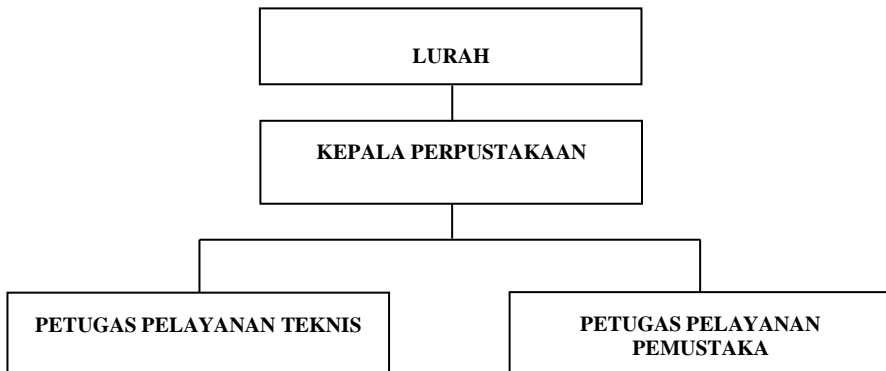 LURAH
KEPALA PERPUSTAKAAN
PETUGAS PELAYANAN TEKNIS
PETUGAS PELAYANAN
PEMUSTAKA